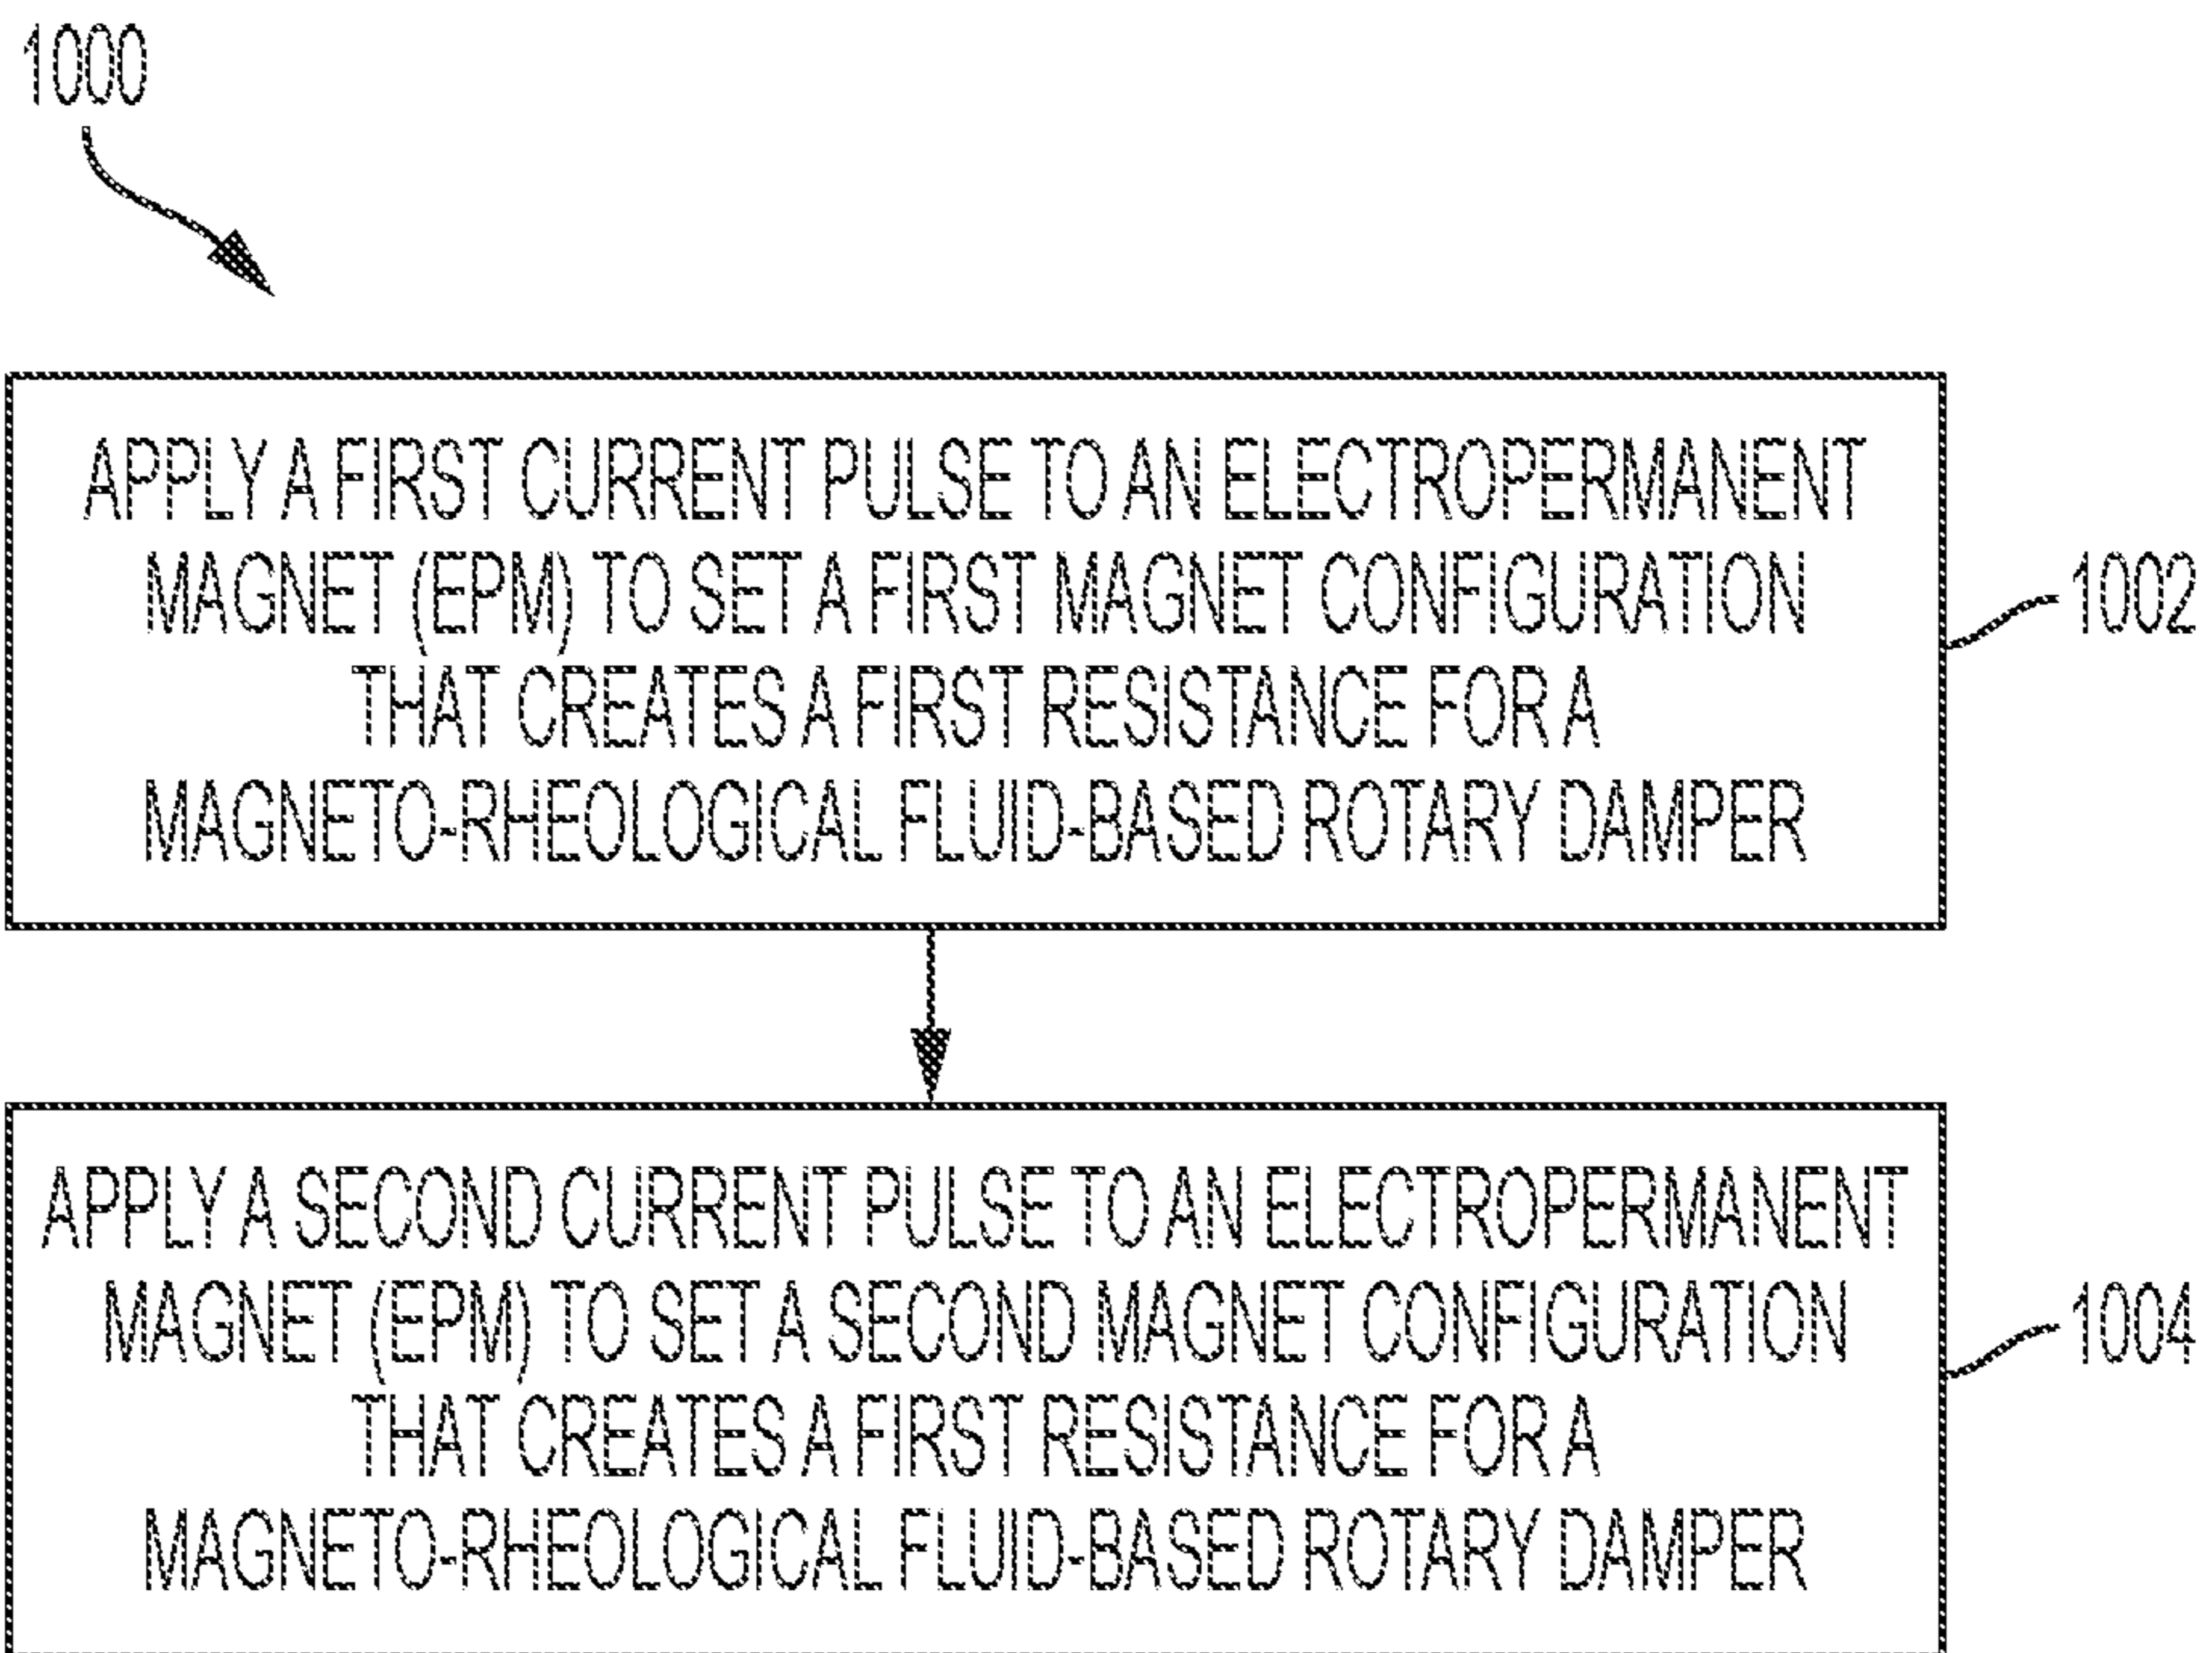 1000
APPLY A FIRST CURRENT PULSE TO AN ELECTROPERMANENT
MAGNET (EPM) TO SET A FIRST MAGNET CONFIGURATION
THAT CREATES A FIRST RESISTANCE FOR A
MAGNETO-RHEOLOGICAL FLUID-BASED ROTARY DAMPER
1002
APPLY A SECOND CURRENT PULSE TO AN ELECTROPERMANENT
MAGNET (EPM) TO SET A SECOND MAGNET CONFIGURATION
THAT CREATES A FIRST RESISTANCE FOR A
MAGNETO-RHEOLOGICAL FLUID-BASED ROTARY DAMPER
1004